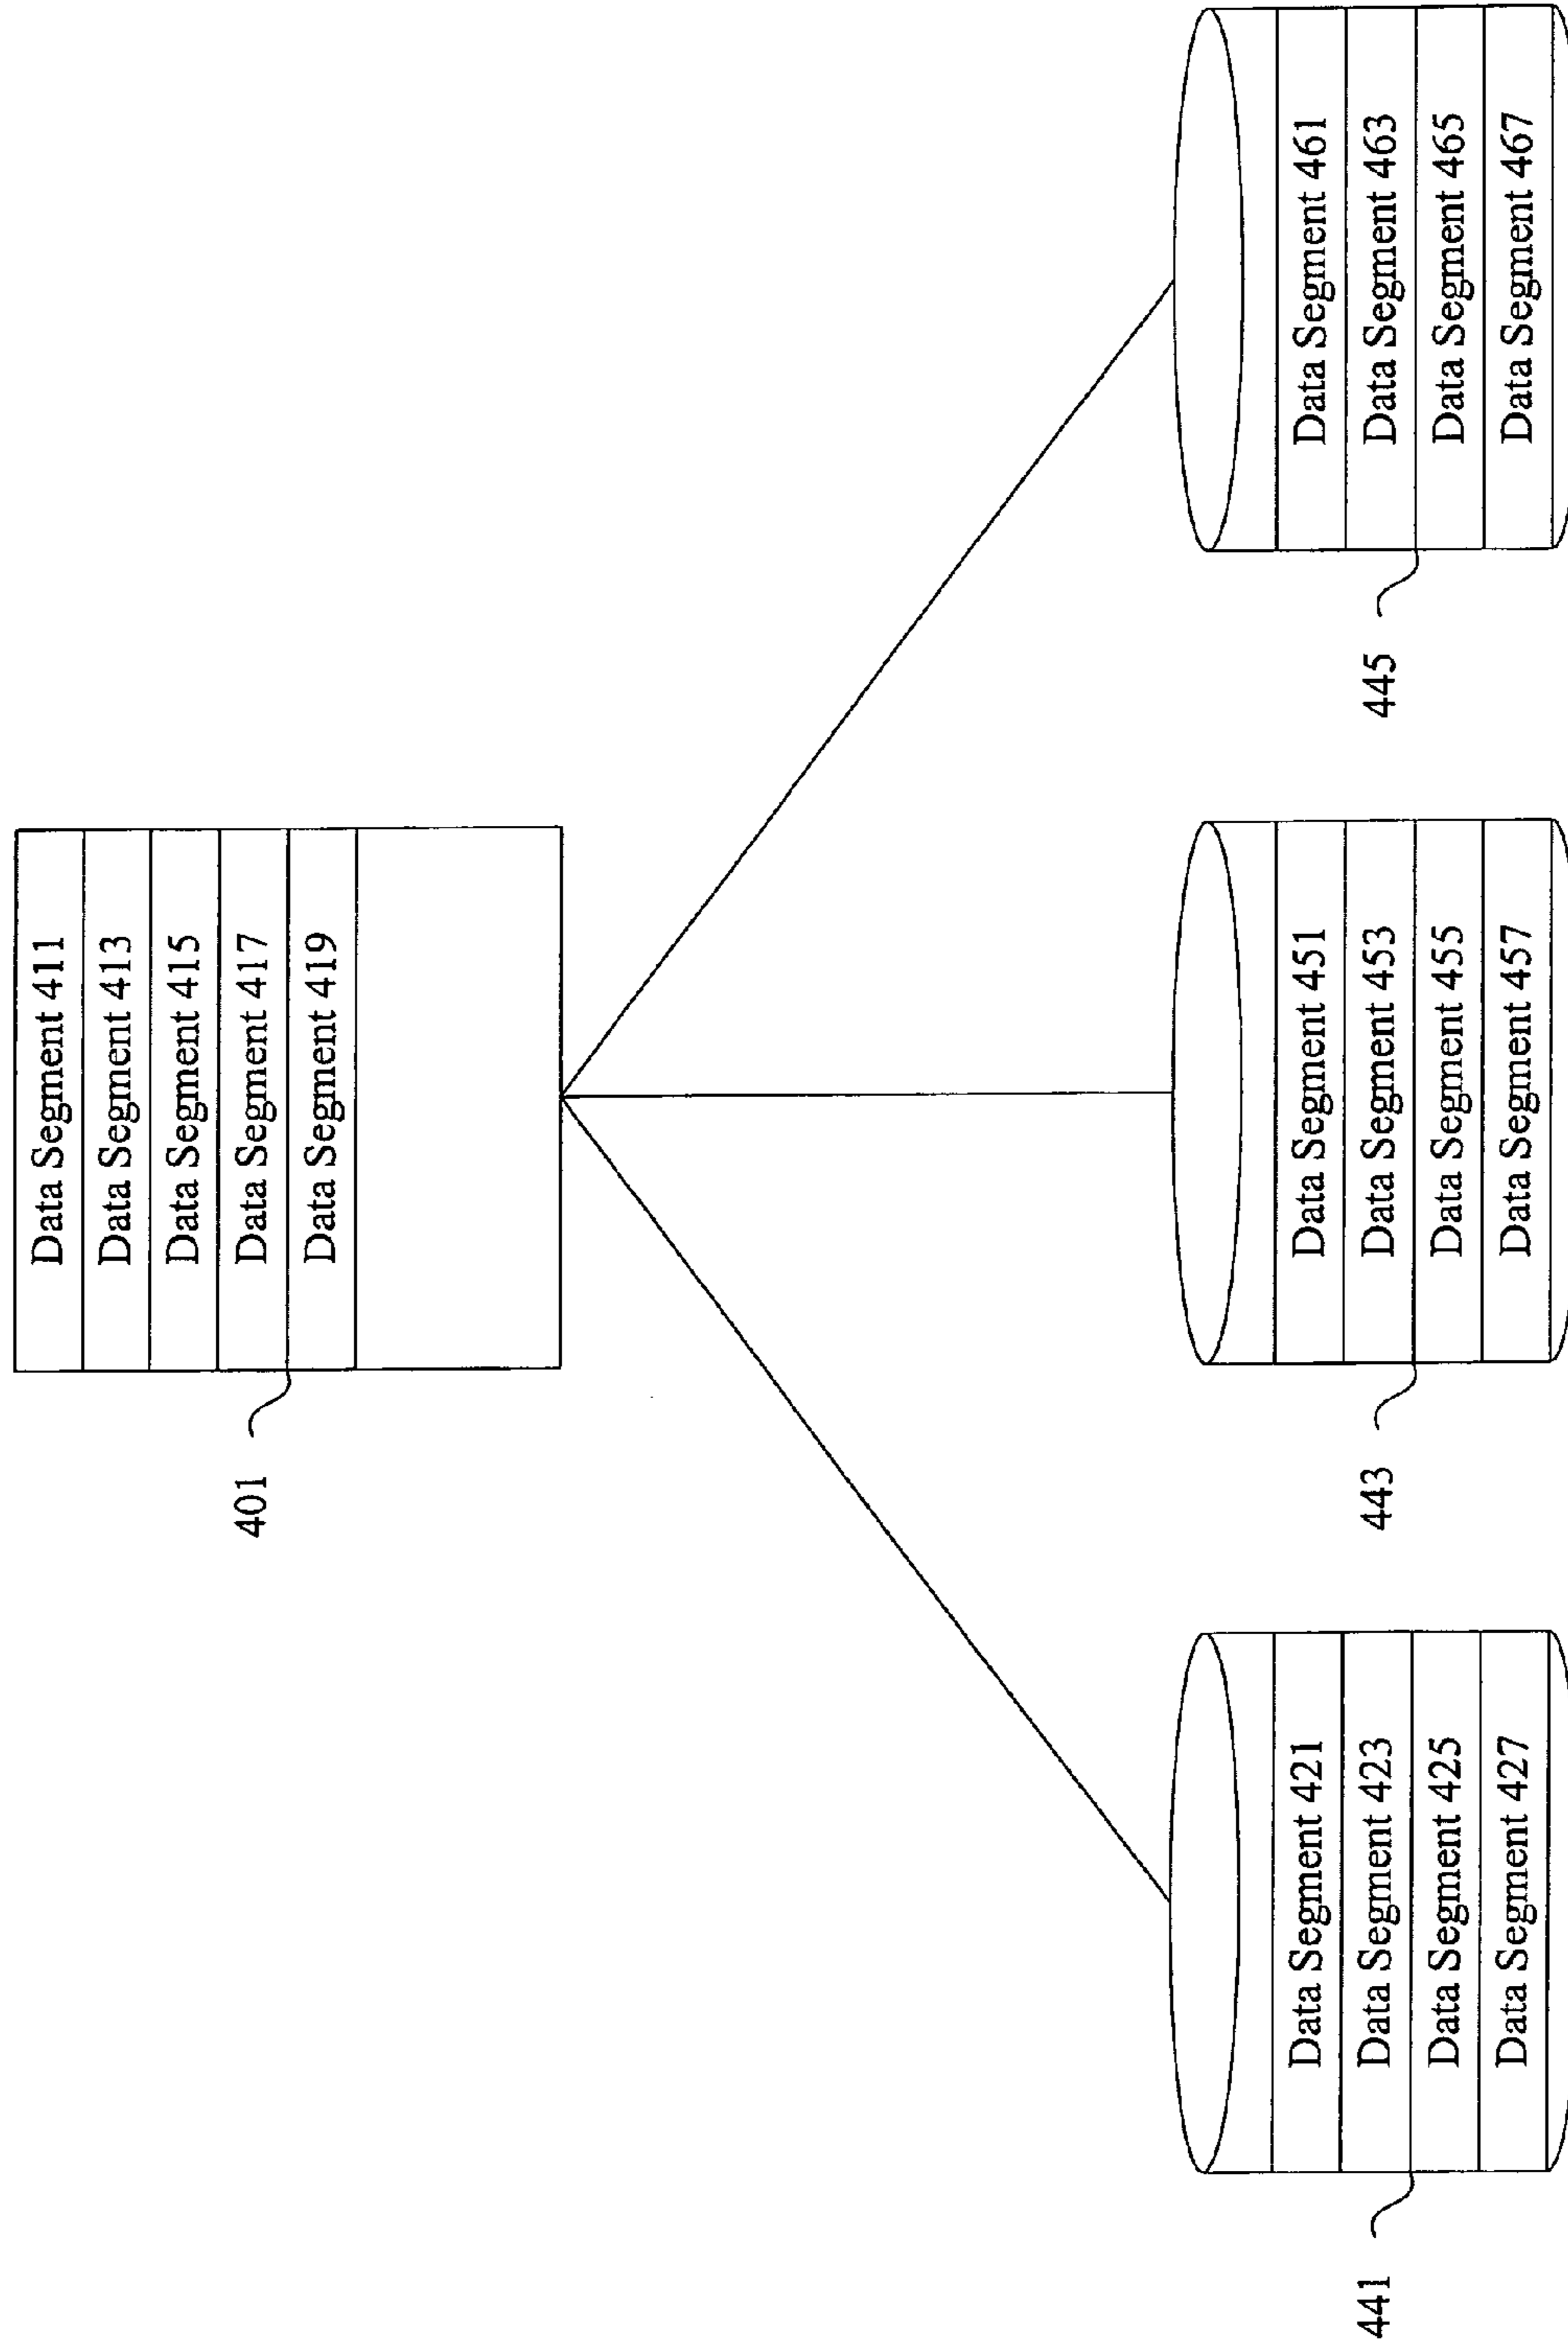 Data Segment 411
Data Segment 413
Data Segment 415
Data Segment 417
Data Segment 419
401
Data Segment 421
Data Segment 423
Data Segment 425
Data Segment 427
441
Data Segment 451
Data Segment 453
Data Segment 455
Data Segment 457
443
Data Segment 461
Data Segment 463
Data Segment 465
Data Segment 467
445